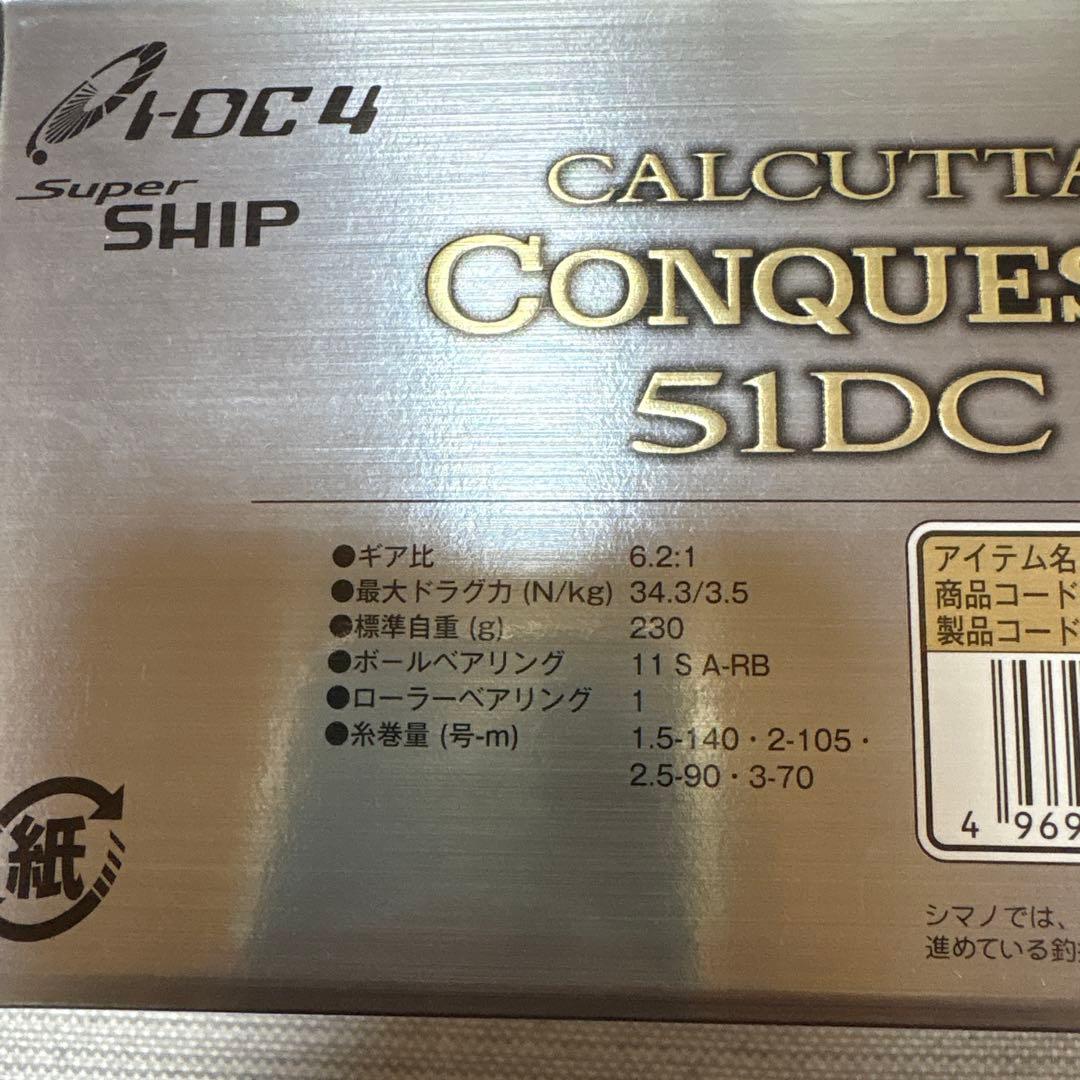 I-DC4
Super
SHIP
CALCUTTA
CONQUES
51DC
●ギア比 6.2:1
●最大ドラグ力 (N/kg) 34.3/3.5
●標準自重 (g) 230
●ボールベアリング 11 S A-RB
●ローラーベアリング 1
●糸巻量 (号-m) 1.5-140・2-105・
2.5-90・3-70
アイテム名
商品コード
製品コード
4 969
紙
シマノでは、
進めている釣